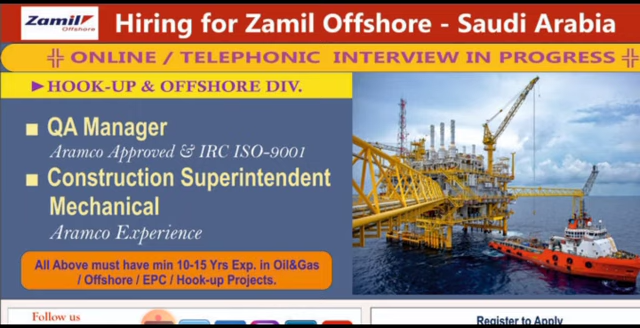 Zamil
Offshore
Hiring for Zamil Offshore - Saudi Arabia
ONLINE / TELEPHONIC INTERVIEW IN PROGRESS
►HOOK-UP & OFFSHORE DIV.
■ QA Manager
Aramco Approved & IRC ISO-9001
■ Construction Superintendent
Mechanical
Aramco Experience
All Above must have min 10-15 Yrs Exp. in Oil&Gas
/ Offshore / EPC / Hook-up Projects.
Follow us
Register to Apply